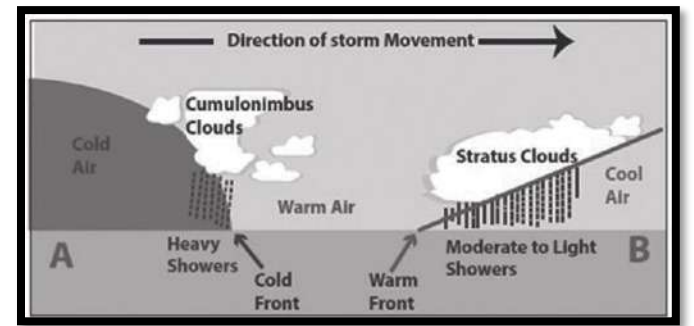 Direction of storm Movement
Cumulonimbus
Clouds
Cold
Air
Stratus Clouds
Cool
Air
Warm Air
A
Heavy
Showers
Cold
Front
Warm
Front
Moderate to Light
Showers
B